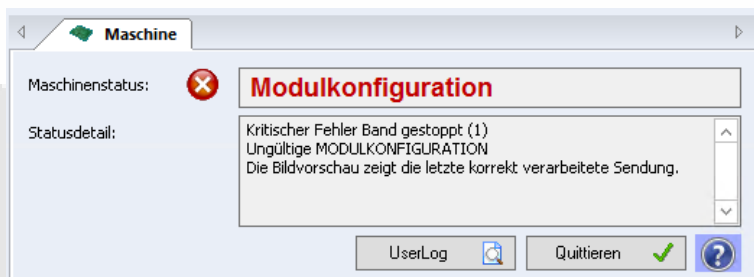 Maschine
Maschinenstatus:
Modulkonfiguration
Statusdetail:
Kritischer Fehler Band gestoppt (1)
Ungültige MODULKONFIGURATION
Die Bildvorschau zeigt die letzte korrekt verarbeitete Sendung.
UserLog
Quittieren
?